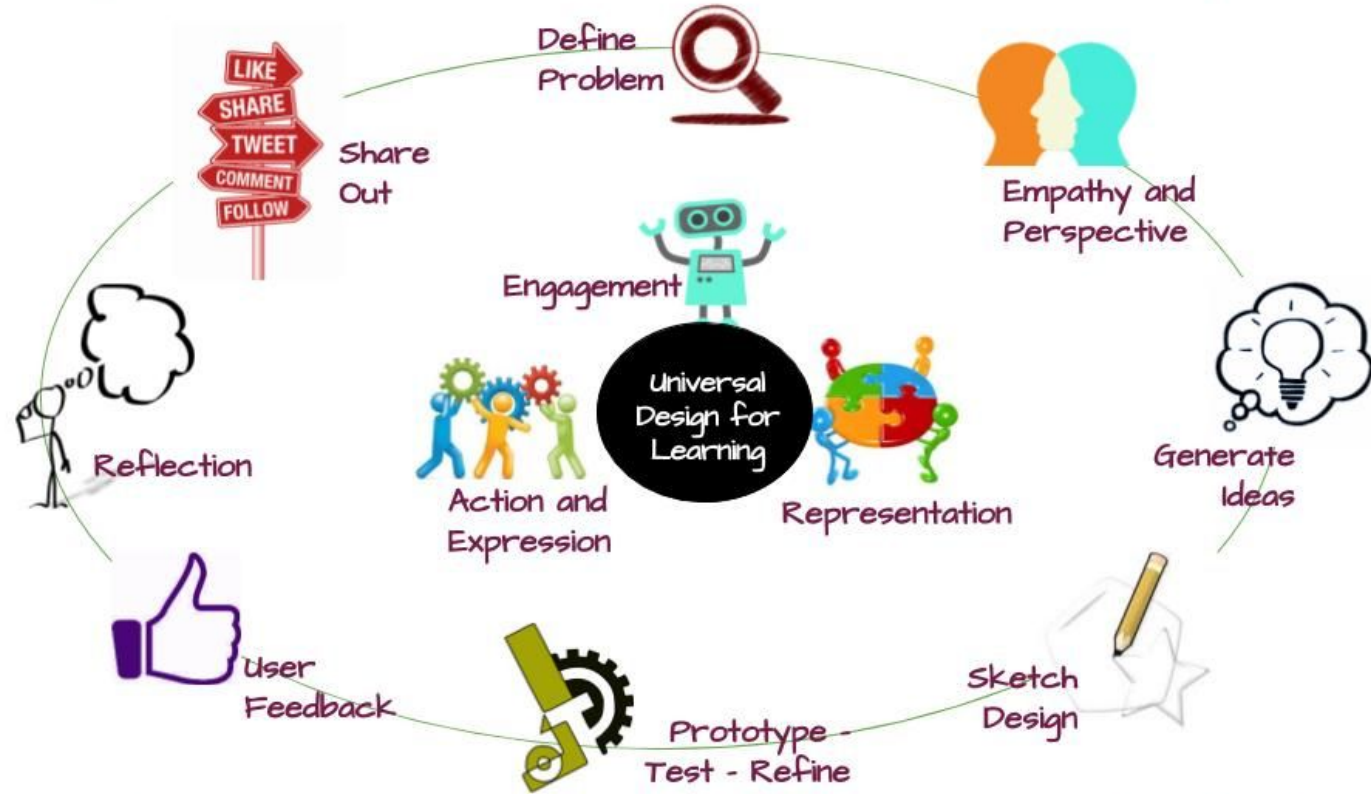 Define
Problem
LIKE
SHARE
TWEET
COMMENT
FOLLOW
Share
Out
Empathy and
Perspective
Engagement
Universal
Design for
Learning
Action and
Expression
Representation
Generate
Ideas
Reflection
Sketch
Design
User
Feedback
Prototype -
Test - Refine